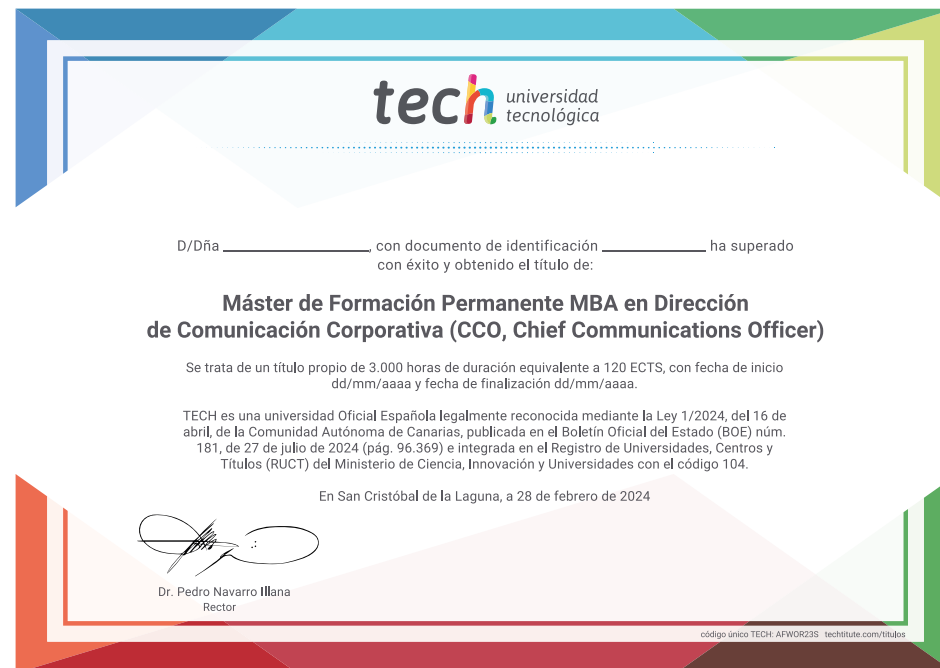 tech universidad
tecnológica
D/Dña ______________, con documento de identificación __________ ha superado
con éxito y obtenido el título de:
Máster de Formación Permanente MBA en Dirección
de Comunicación Corporativa (CCO, Chief Communications Officer)
Se trata de un título propio de 3.000 horas de duración equivalente a 120 ECTS, con fecha de inicio
dd/mm/aaaa y fecha de finalización dd/mm/aaaa.
TECH es una universidad Oficial Española legalmente reconocida mediante la Ley 1/2024, del 16 de
abril, de la Comunidad Autónoma de Canarias, publicada en el Boletín Oficial del Estado (BOE) núm.
181, de 27 de julio de 2024 (pág. 96.369) e integrada en el Registro de Universidades, Centros y
Títulos (RUCT) del Ministerio de Ciencia, Innovación y Universidades con el código 104.
En San Cristóbal de la Laguna, a 28 de febrero de 2024
Dr. Pedro Navarro Illana
Rector
código único TECH: AFWOR23S techtitute.com/titulos